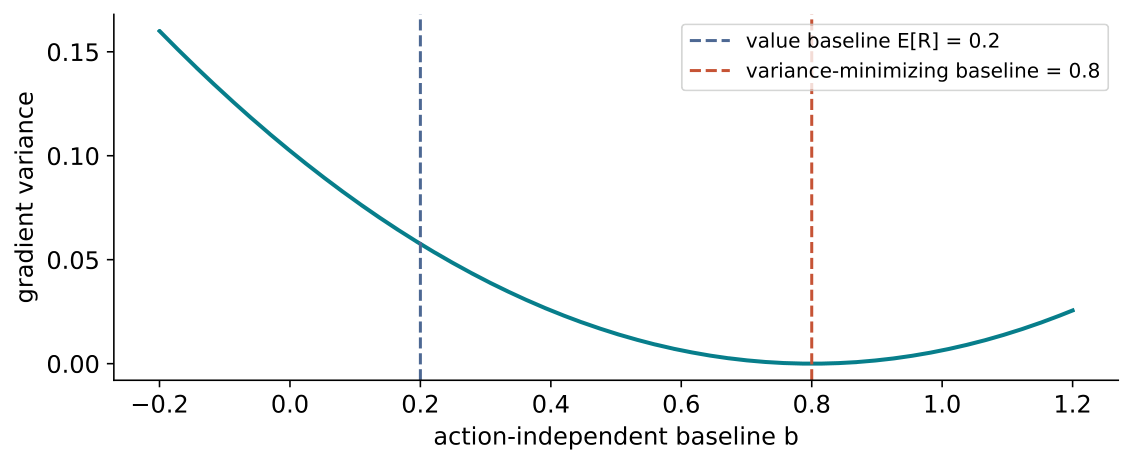 value baseline E[R] = 0.2
variance-minimizing baseline = 0.8
gradient variance
0.15
0.10
0.05
0.00
−0.2 0.0 0.2 0.4 0.6 0.8 1.0 1.2
action-independent baseline b